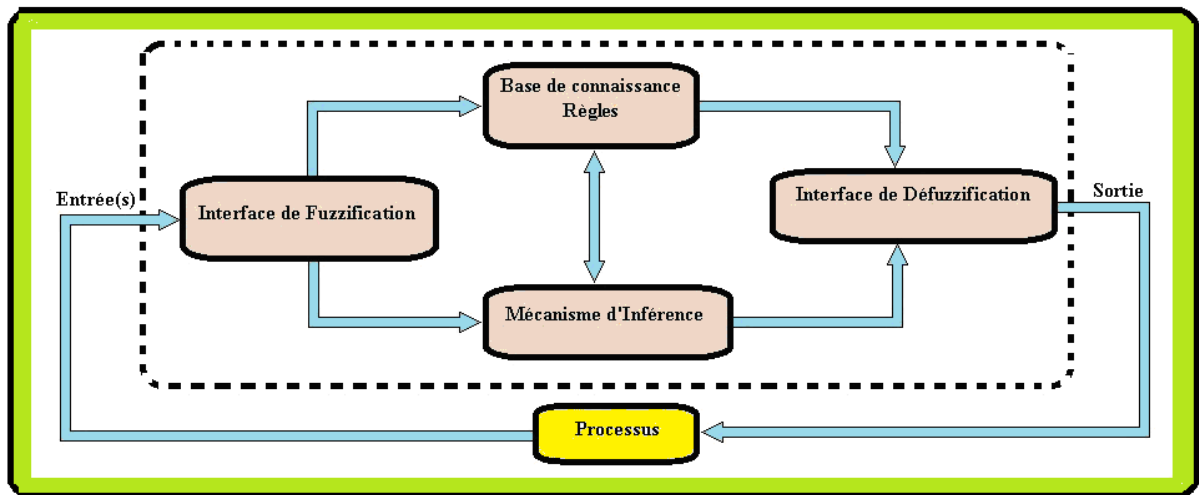 Base de connaissance
Règles
Entrée(s)
Interface de Fuzzification
Interface de Défuzzification
Sortie
Mécanisme d'Inférence
Processus